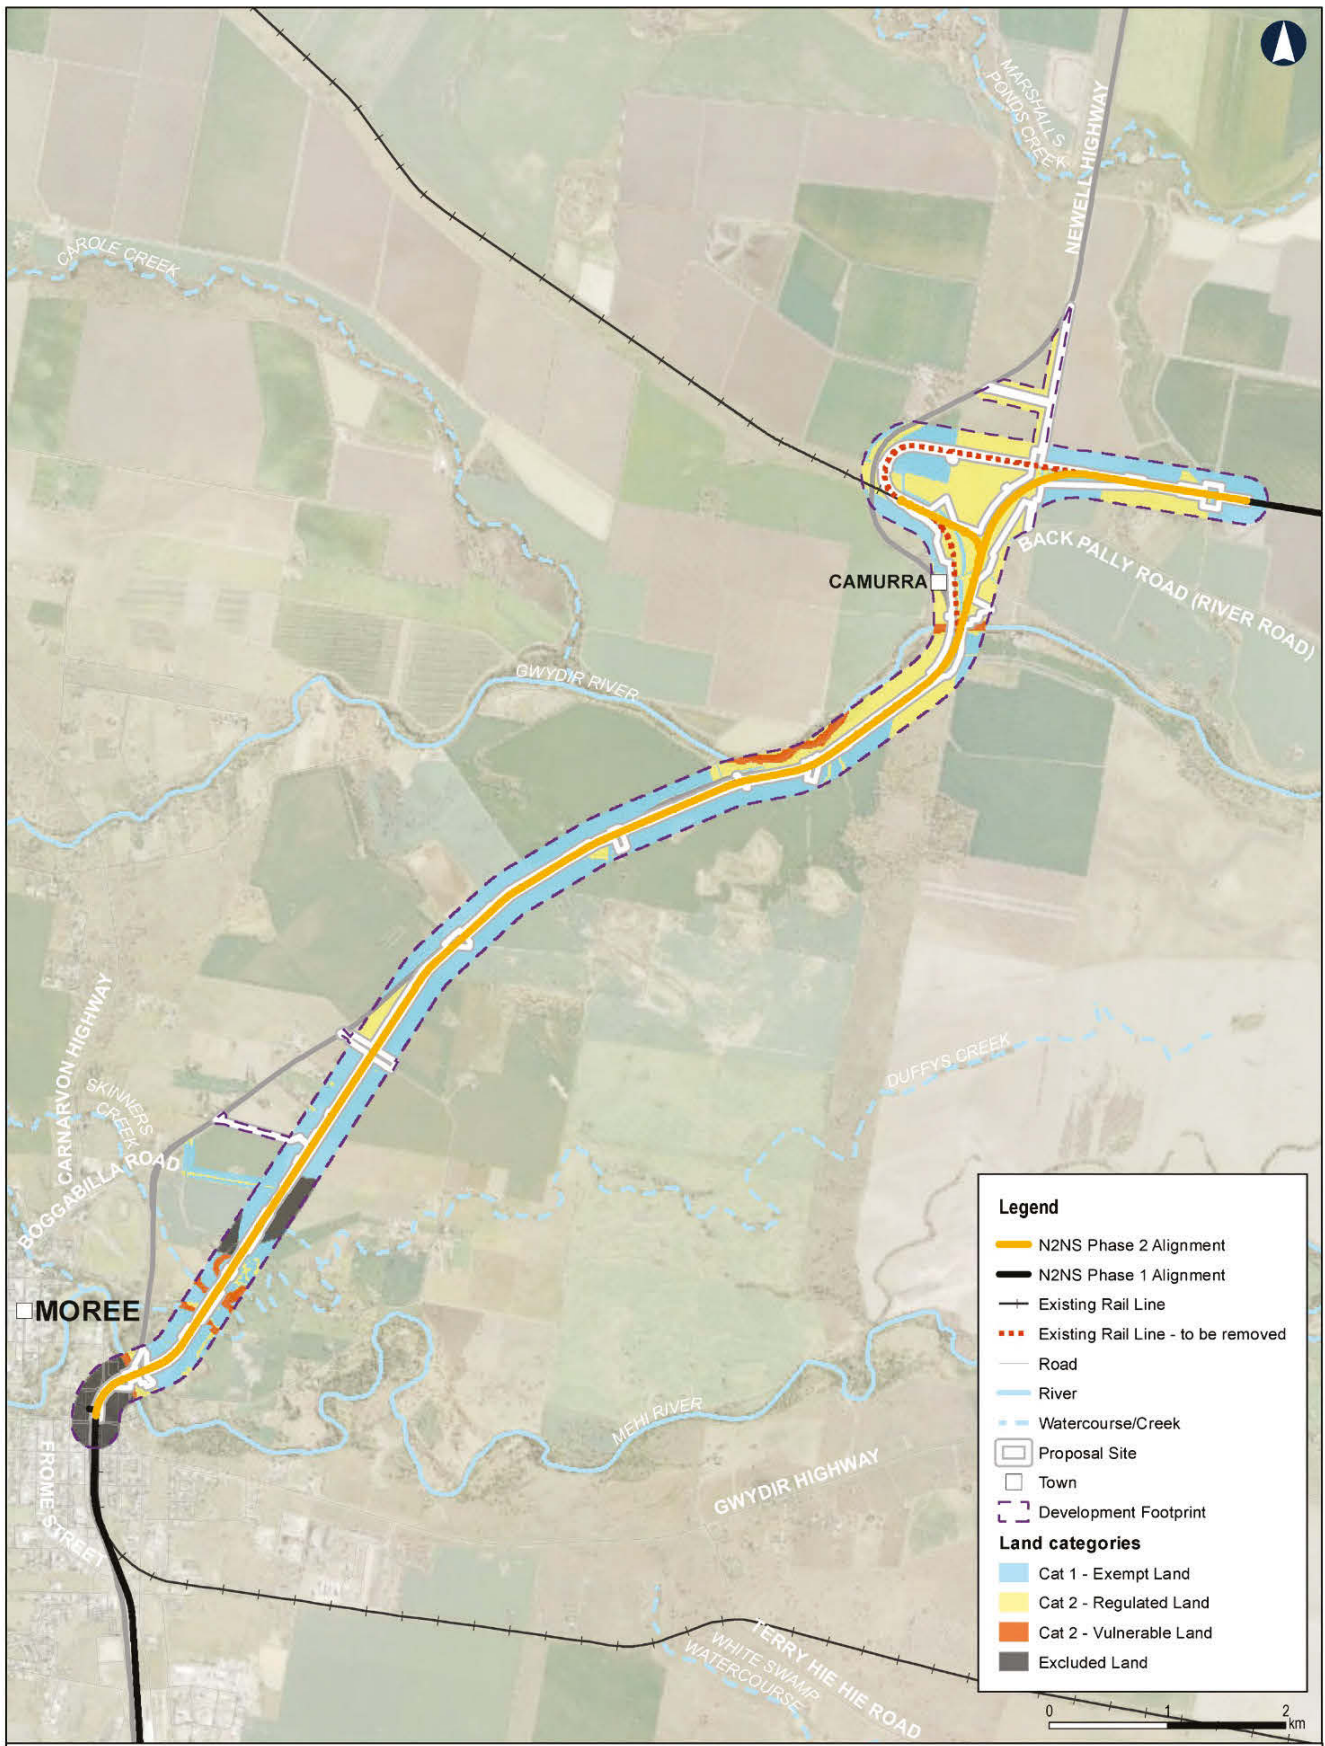 MARSHALLS
PONDS CREEK
NEWELL HIGHWAY
CAROLE CREEK
BACK PALLY ROAD (RIVER ROAD)
CAMURRA
GWYDIR RIVER
CARNARVON HIGHWAY
DUFFYS CREEK
SKINNERS
CREEK
BOGGABILLA ROAD
MOREE
MEHI RIVER
GWYDIR HIGHWAY
FROME STREET
TERRY HIE HIE ROAD
WHITE SWAMP
WATERCOURSE
Legend
N2NS Phase 2 Alignment
N2NS Phase 1 Alignment
Existing Rail Line
Existing Rail Line - to be removed
Road
River
Watercourse/Creek
Proposal Site
Town
Development Footprint
Land categories
Cat 1 - Exempt Land
Cat 2 - Regulated Land
Cat 2 - Vulnerable Land
Excluded Land
0 1 2
km